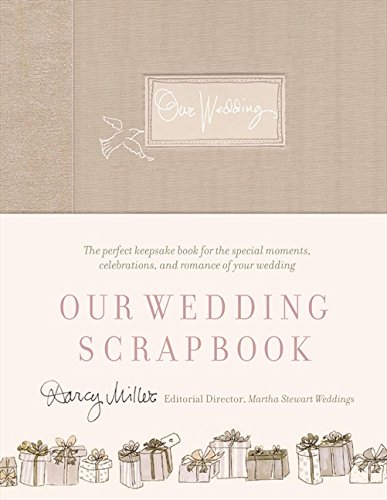 Our Wedding
The perfect keepsake book for the special moments,
celebrations, and romance of your wedding
OUR WEDDING
SCRAPBOOK
Darcy Miller Editorial Director, Martha Stewart Weddings